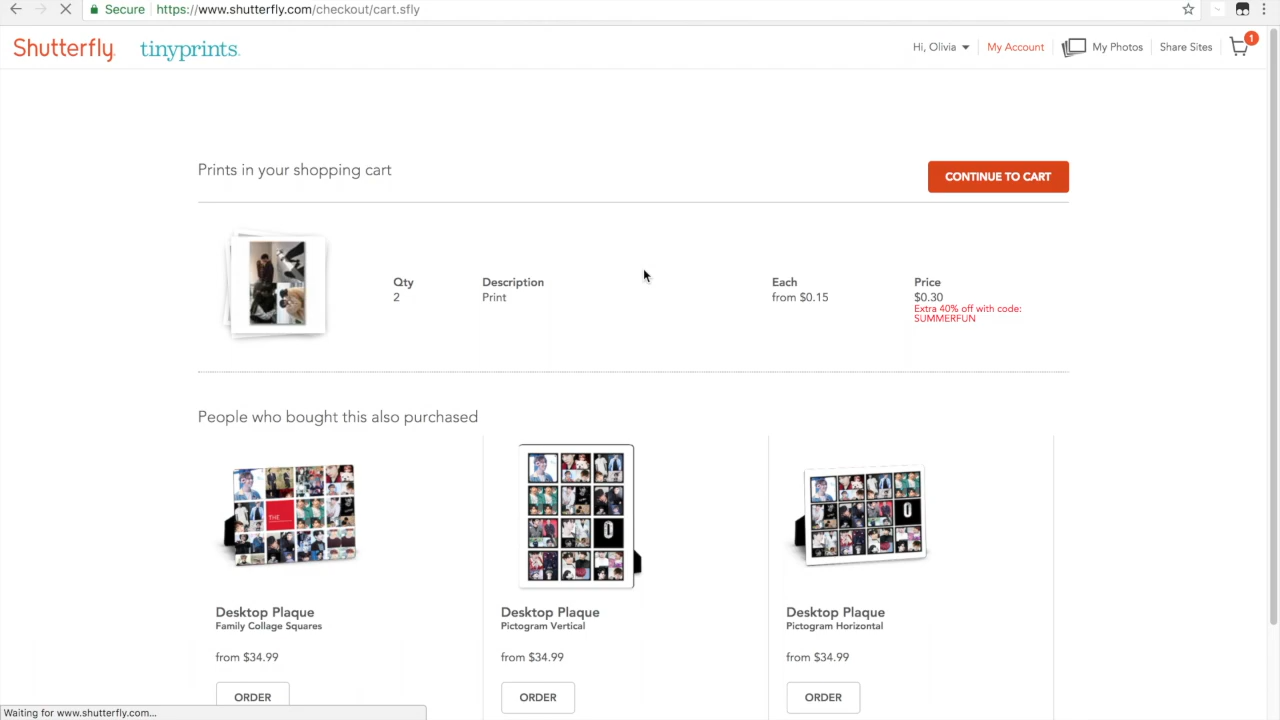 Secure https://www.shutterfly.com/checkout/cart.sfly
Shutterfly. tinyprints. Hi, Olivia My Account My Photos Share Sites 1
Prints in your shopping cart
CONTINUE TO CART
Qty Description Each Price
2 Print from $0.15 $0.30
Extra 40% off with code:
SUMMERFUN
People who bought this also purchased
THE
0
0
Desktop Plaque Desktop Plaque Desktop Plaque
Family Collage Squares Pictogram Vertical Pictogram Horizontal
from $34.99 from $34.99 from $34.99
ORDER ORDER ORDER
Waiting for www.shutterfly.com...